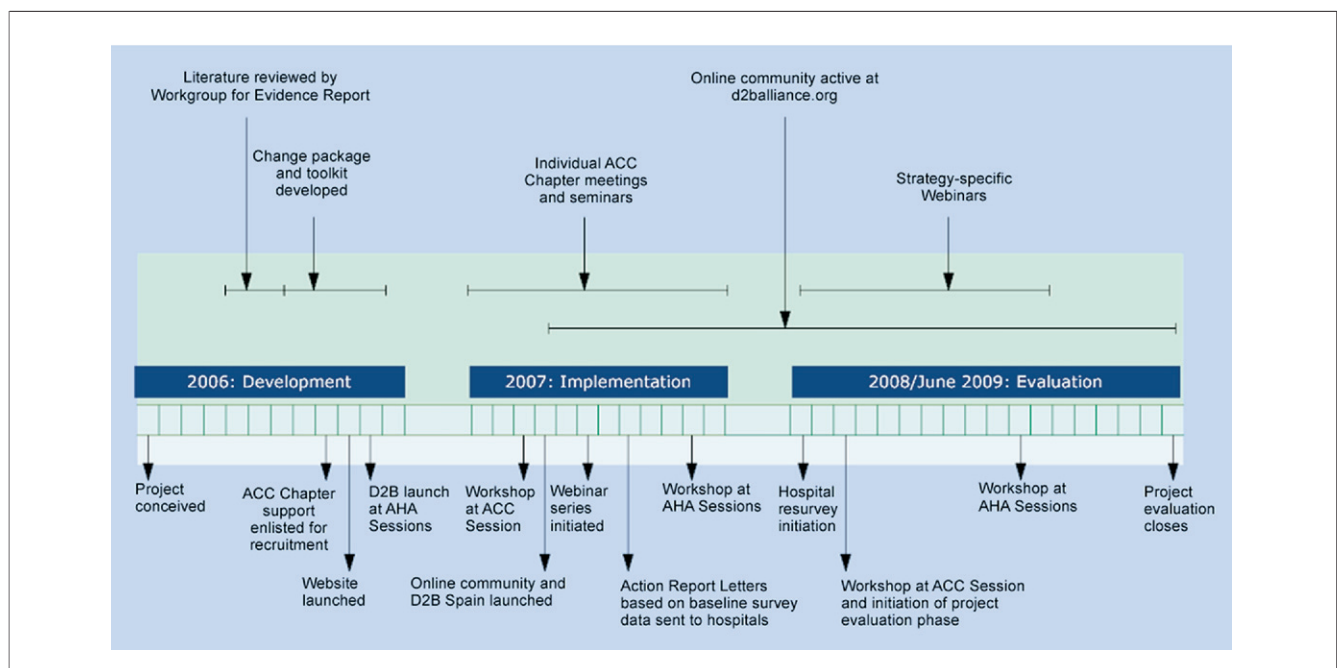 Literature reviewed by
Workgroup for Evidence Report
Online community active at
d2balliance.org
Change package
and toolkit
developed
Individual ACC
Chapter meetings
and seminars
Strategy-specific
Webinars
2006: Development
2007: Implementation
2008/June 2009: Evaluation
Project
conceived
ACC Chapter
support
enlisted for
recruitment
Website
launched
D2B launch
at AHA
Sessions
Workshop
at ACC
Session
Online community and
D2B Spain launched
Webinar
series
initiated
Action Report Letters
based on baseline survey
data sent to hospitals
Workshop at
AHA Sessions
Hospital
resurvey
initiation
Workshop at ACC Session
and initiation of project
evaluation phase
Workshop at
AHA Sessions
Project
evaluation
closes